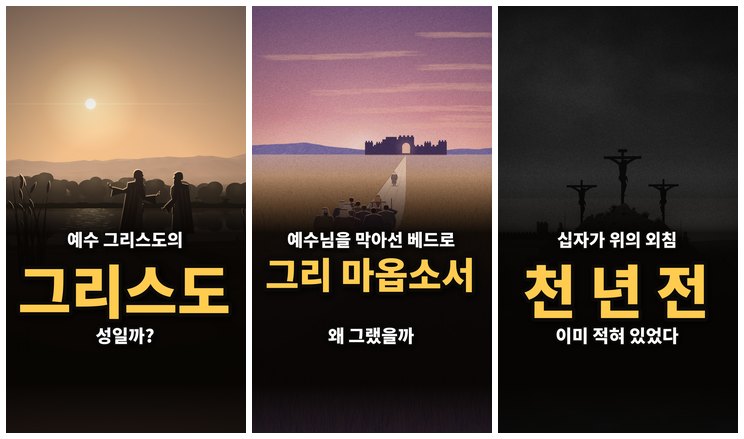 예수 그리스도의
그리스도
성일까?
예수님을 막아선 베드로
그리 마옵소서
왜 그랬을까
십자가 위의 외침
천 년 전
이미 적혀 있었다